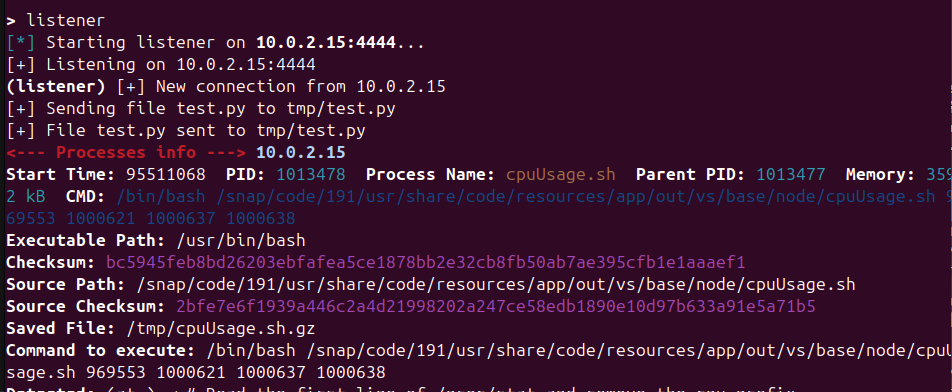 > listener
[*] Starting listener on 10.0.2.15:4444...
[+] Listening on 10.0.2.15:4444
(listener) [+] New connection from 10.0.2.15
[+] Sending file test.py to tmp/test.py
[+] File test.py sent to tmp/test.py
<--- Processes info ---> 10.0.2.15
Start Time: 95511068  PID: 1013478  Process Name: cpuUsage.sh  Parent PID: 1013477  Memory: 359
2 kB  CMD: /bin/bash /snap/code/191/usr/share/code/resources/app/out/vs/base/node/cpuUsage.sh 9
69553 1000621 1000637 1000638
Executable Path: /usr/bin/bash
Checksum: bc5945feb8bd26203ebfafea5ce1878bb2e32cb8fb50ab7ae395cfb1e1aaaef1
Source Path: /snap/code/191/usr/share/code/resources/app/out/vs/base/node/cpuUsage.sh
Source Checksum: 2bfe7e6f1939a446c2a4d21998202a247ce58edb1890e10d97b633a91e5a71b5
Saved File: /tmp/cpuUsage.sh.gz
Command to execute: /bin/bash /snap/code/191/usr/share/code/resources/app/out/vs/base/node/cpuU
sage.sh 969553 1000621 1000637 1000638